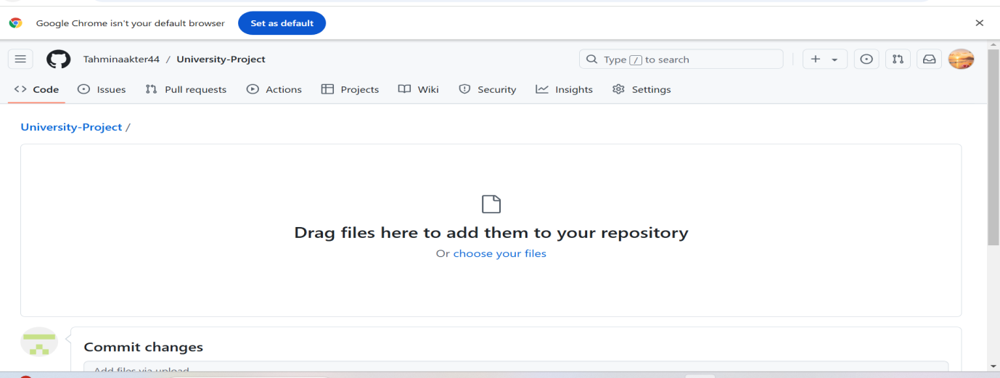 Google Chrome isn't your default browser Set as default
Tahminaakter44 / University-Project Type / to search
<> Code Issues Pull requests Actions Projects Wiki Security Insights Settings
University-Project /
Drag files here to add them to your repository
Or choose your files
Commit changes
Add files via upload